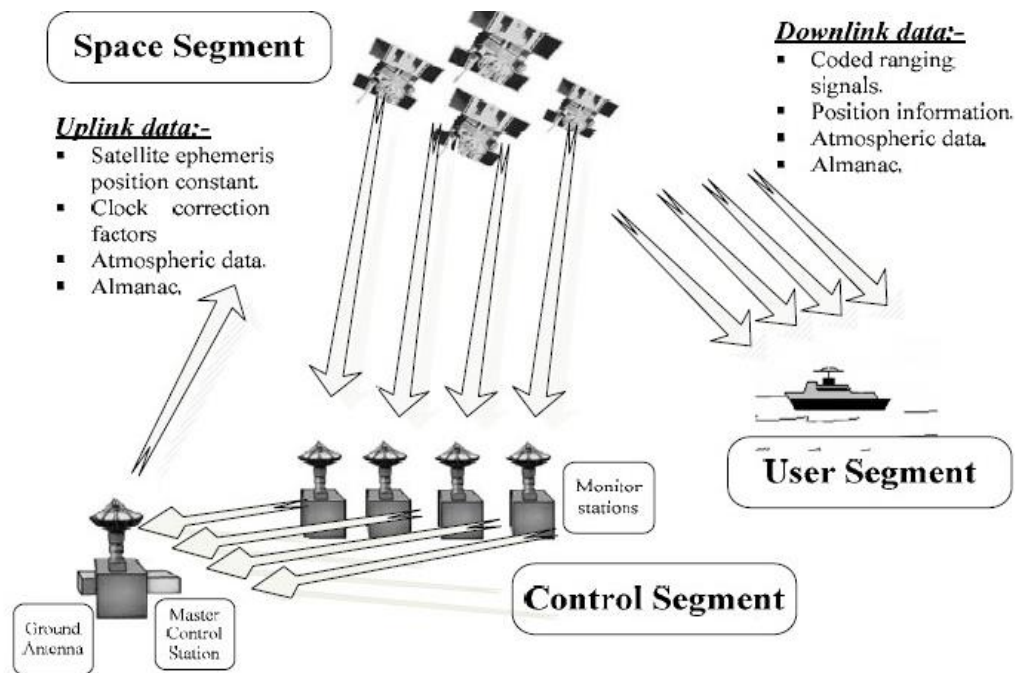 Space Segment
Uplink data:-
▪ Satellite ephemeris
position constant.
▪ Clock correction
factors
▪ Atmospheric data.
▪ Almanac.
Downlink data:-
▪ Coded ranging
signals.
▪ Position information.
▪ Atmospheric data.
▪ Almanac.
User Segment
Monitor
stations
Control Segment
Ground
Antenna
Master
Control
Station